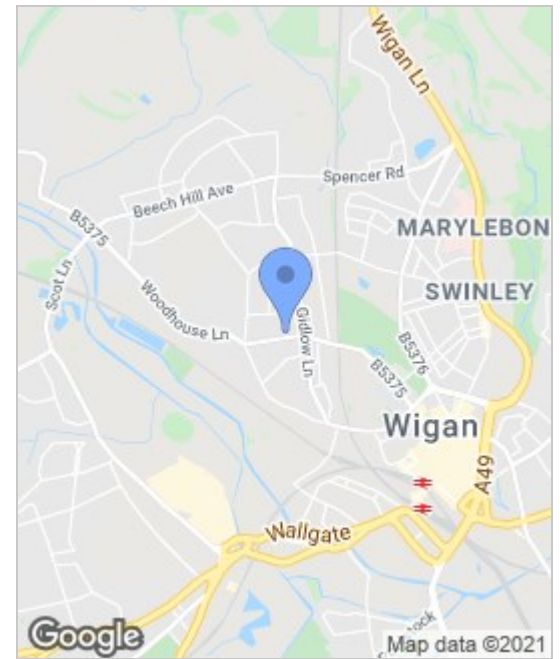 Wigan Ln
Spencer Rd
Beech Hill Ave
B5375
MARYLEBON
Scot Ln
SWINLEY
Woodhouse Ln
Gidlow Ln
B5376
B5375
Wigan
A49
Wallgate
ock
Google
Map data ©2021